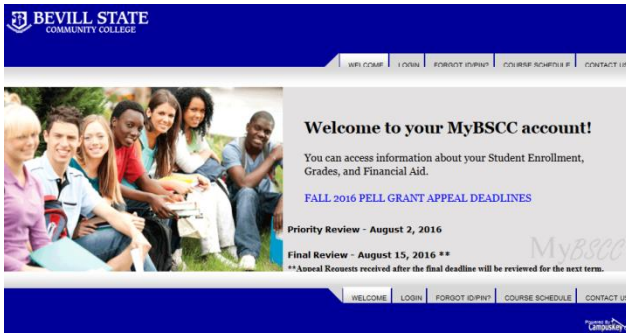 BEVILL STATE
COMMUNITY COLLEGE
WELCOME LOGIN FORGOT ID/PIN? COURSE SCHEDULE CONTACT US
Welcome to your MyBSCC account!
You can access information about your Student Enrollment,
Grades, and Financial Aid.
FALL 2016 PELL GRANT APPEAL DEADLINES
Priority Review - August 2, 2016
MyBSCC
Final Review - August 15, 2016 **
**Appeal Requests received after the final deadline will be reviewed for the next term.
WELCOME LOGIN FORGOT ID/PIN? COURSE SCHEDULE CONTACT US
Powered By
CampusKey